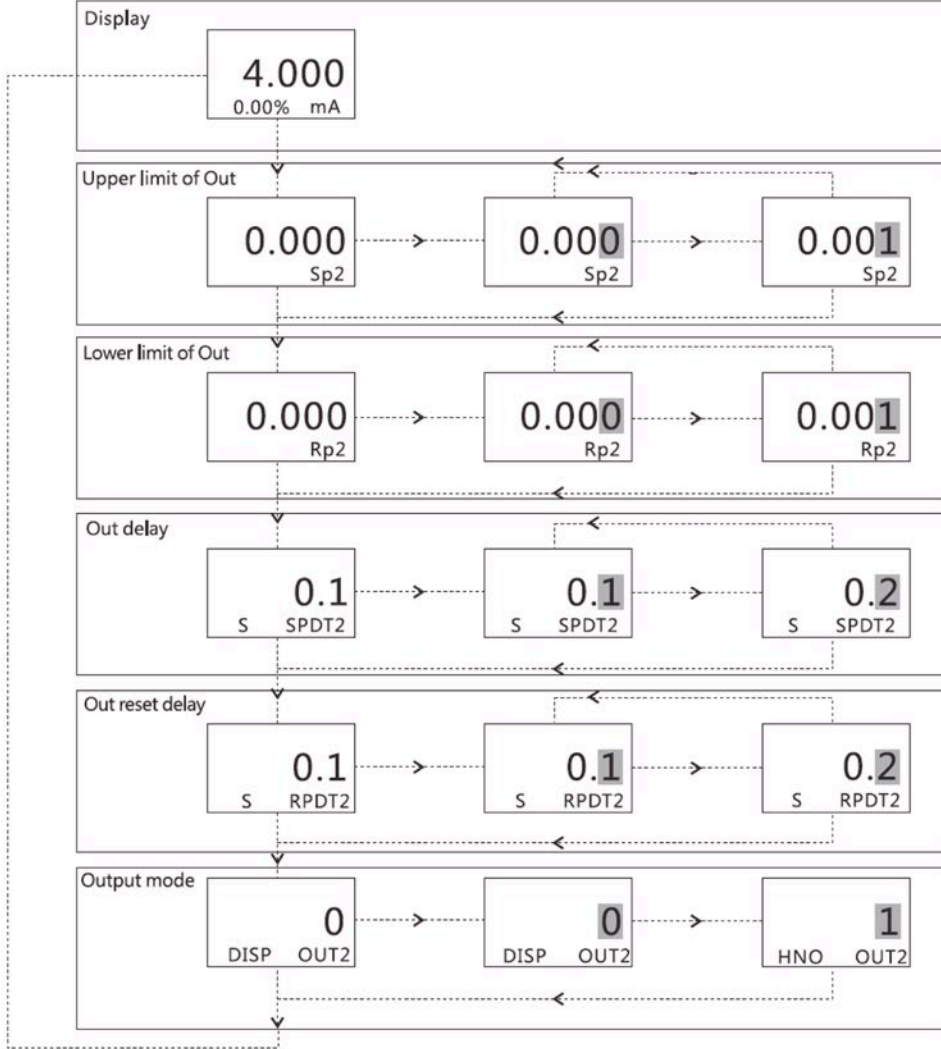 Display
4.000
0.00% mA
Upper limit of Out
0.000 0.000 0.001
Sp2 Sp2 Sp2
Lower limit of Out
0.000 0.000 0.001
Rp2 Rp2 Rp2
Out delay
0.1 0.1 0.2
S SPDT2 S SPDT2 S SPDT2
Out reset delay
0.1 0.1 0.2
S RPDT2 S RPDT2 S RPDT2
Output mode
0 0 1
DISP OUT2 DISP OUT2 HNO OUT2